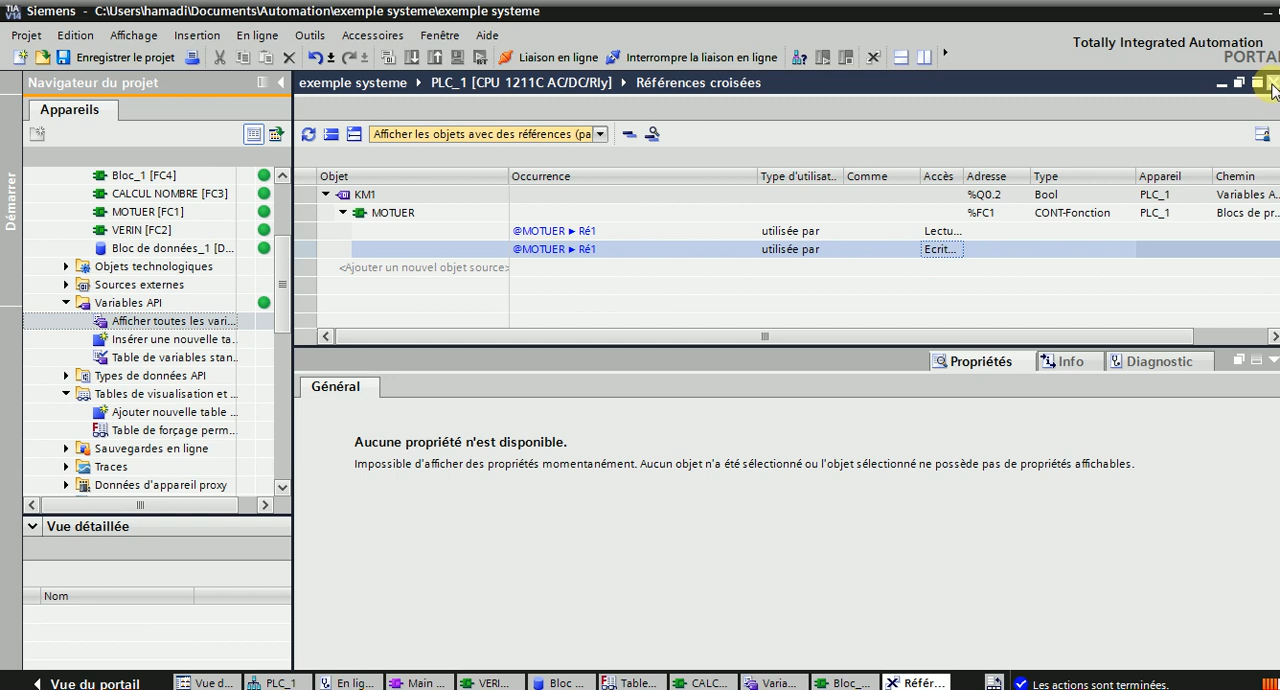 TIA V14 Siemens - C:\Users\hamadi\Documents\Automation\exemple systeme\exemple systeme
Projet Edition Affichage Insertion En ligne Outils Accessoires Fenêtre Aide
Totally Integrated Automation
PORTAL
Enregistrer le projet Liaison en ligne Interrompre la liaison en ligne
Navigateur du projet
exemple systeme PLC_1 [CPU 1211C AC/DC/Rly] Références croisées
Appareils
Démarrer
Afficher les objets avec des références (pa
Bloc_1 [FC4]
CALCUL NOMBRE [FC3]
MOTUER [FC1]
VERIN [FC2]
Bloc de données_1 [D...
Objets technologiques
Sources externes
Variables API
Afficher toutes les vari...
Insérer une nouvelle ta..
Table de variables stan..
Types de données API
Tables de visualisation et ...
Ajouter nouvelle table ..
Table de forçage perm...
Sauvegardes en ligne
Traces
Données d'appareil proxy
Objet Occurrence Type d'utilisat.. Comme Accès Adresse Type Appareil Chemin
KM1 %Q0.2 Bool PLC_1 Variables A...
MOTUER %FC1 CONT-Fonction PLC_1 Blocs de pr...
@MOTUER ▶ Ré1 utilisée par Lectu...
@MOTUER ▶ Ré1 utilisée par Ecrit...
<Ajouter un nouvel objet source>
Propriétés Info Diagnostic
Général
Aucune propriété n'est disponible.
Impossible d'afficher des propriétés momentanément. Aucun objet n'a été sélectionné ou l'objet sélectionné ne possède pas de propriétés affichables.
Vue détaillée
Nom
Vue du portail Vue d... PLC_1 En lig... Main ... VERI... Bloc ... Table... CALC... Varia... Bloc_... Référ... Les actions sont terminées.